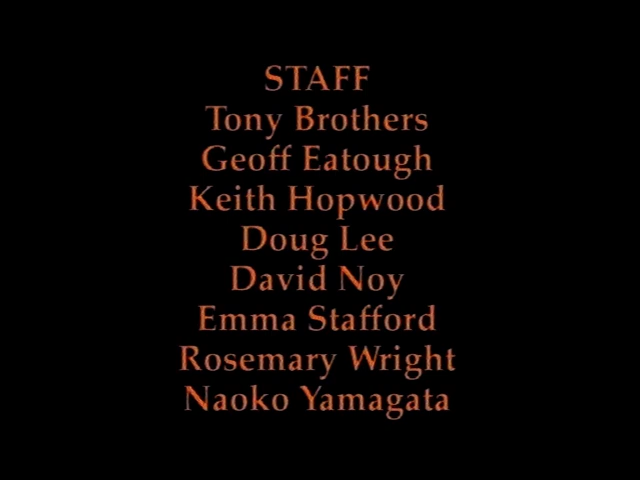 STAFF
Tony Brothers
Geoff Eatough
Keith Hopwood
Doug Lee
David Noy
Emma Stafford
Rosemary Wright
Naoko Yamagata